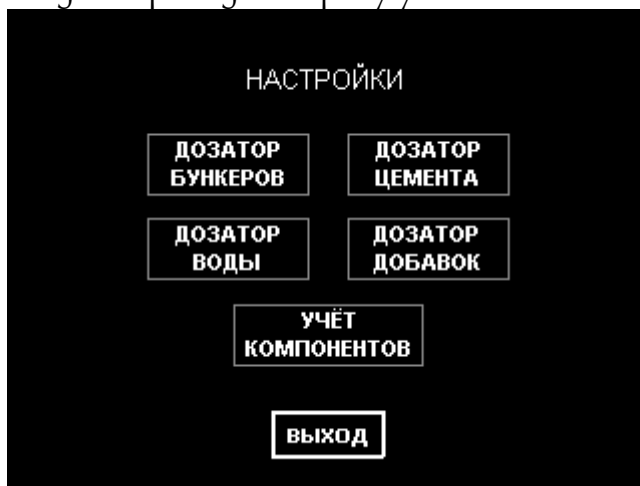 НАСТРОЙКИ
ДОЗАТОР
БУНКЕРОВ
ДОЗАТОР
ЦЕМЕНТА
ДОЗАТОР
ВОДЫ
ДОЗАТОР
ДОБАВОК
УЧЁТ
КОМПОНЕНТОВ
ВЫХОД